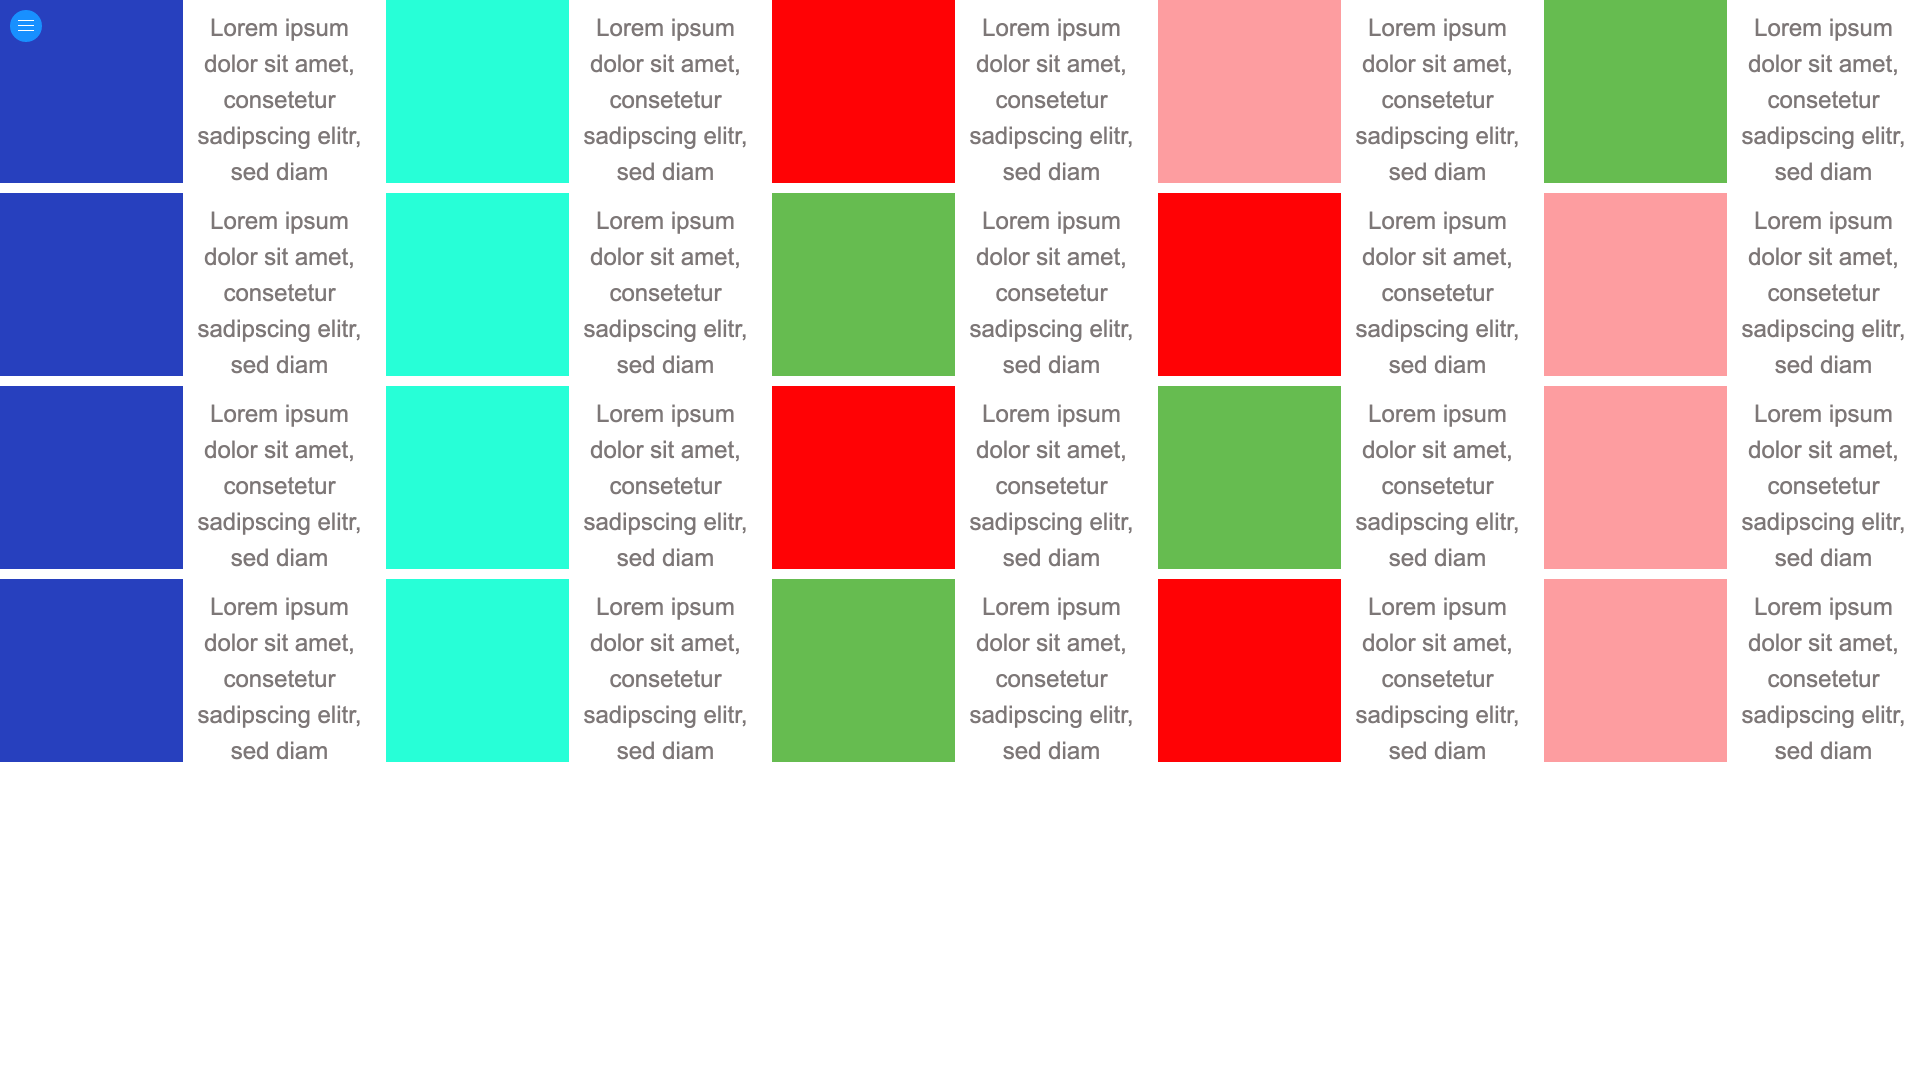 Lorem ipsum
dolor sit amet,
consetetur
sadipscing elitr,
sed diam
Lorem ipsum
dolor sit amet,
consetetur
sadipscing elitr,
sed diam
Lorem ipsum
dolor sit amet,
consetetur
sadipscing elitr,
sed diam
Lorem ipsum
dolor sit amet,
consetetur
sadipscing elitr,
sed diam
Lorem ipsum
dolor sit amet,
consetetur
sadipscing elitr,
sed diam
Lorem ipsum
dolor sit amet,
consetetur
sadipscing elitr,
sed diam
Lorem ipsum
dolor sit amet,
consetetur
sadipscing elitr,
sed diam
Lorem ipsum
dolor sit amet,
consetetur
sadipscing elitr,
sed diam
Lorem ipsum
dolor sit amet,
consetetur
sadipscing elitr,
sed diam
Lorem ipsum
dolor sit amet,
consetetur
sadipscing elitr,
sed diam
Lorem ipsum
dolor sit amet,
consetetur
sadipscing elitr,
sed diam
Lorem ipsum
dolor sit amet,
consetetur
sadipscing elitr,
sed diam
Lorem ipsum
dolor sit amet,
consetetur
sadipscing elitr,
sed diam
Lorem ipsum
dolor sit amet,
consetetur
sadipscing elitr,
sed diam
Lorem ipsum
dolor sit amet,
consetetur
sadipscing elitr,
sed diam
Lorem ipsum
dolor sit amet,
consetetur
sadipscing elitr,
sed diam
Lorem ipsum
dolor sit amet,
consetetur
sadipscing elitr,
sed diam
Lorem ipsum
dolor sit amet,
consetetur
sadipscing elitr,
sed diam
Lorem ipsum
dolor sit amet,
consetetur
sadipscing elitr,
sed diam
Lorem ipsum
dolor sit amet,
consetetur
sadipscing elitr,
sed diam